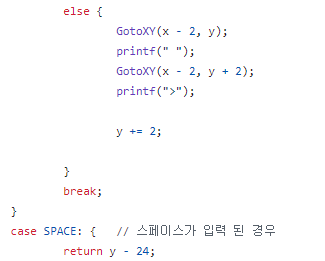 else {
GotoXY(x - 2, y);
printf(" ");
GotoXY(x - 2, y + 2);
printf(">");
y += 2;
}
break;
}
case SPACE: { // 스페이스가 입력 된 경우
return y - 24;